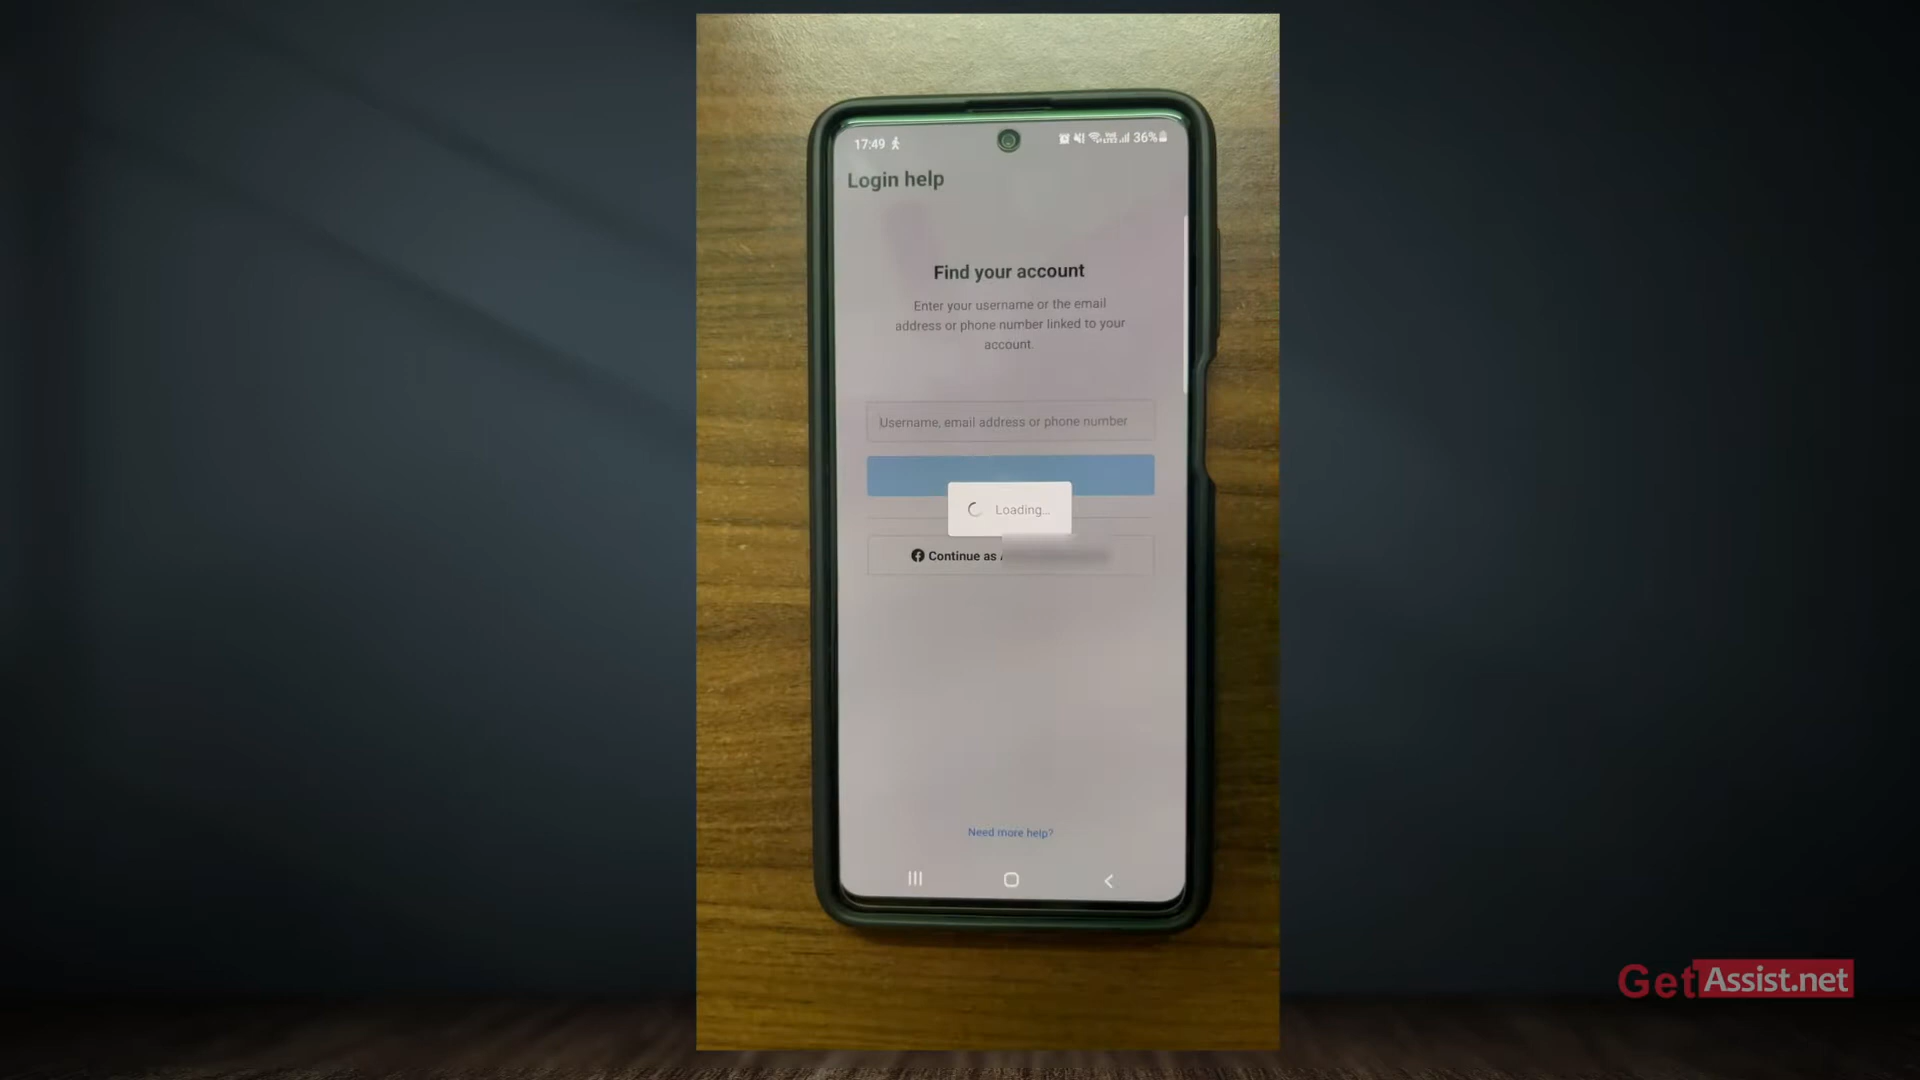 17:49
36%
Login help
Find your account
Enter your username or the email
address or phone number linked to your
account.
Username, email address or phone number
Loading...
Continue as
Need more help?
GetAssist.net